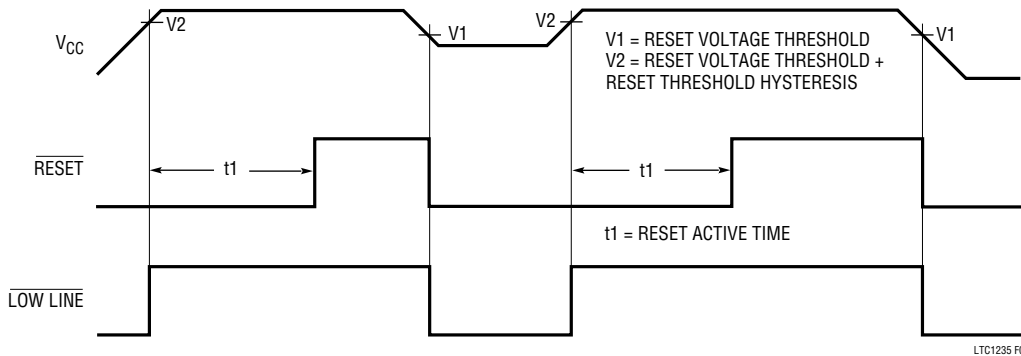 V2
V1
V2
V1
VCC
V1 = RESET VOLTAGE THRESHOLD
V2 = RESET VOLTAGE THRESHOLD +
RESET THRESHOLD HYSTERESIS
RESET
t1
t1
t1 = RESET ACTIVE TIME
LOW LINE
LTC1235